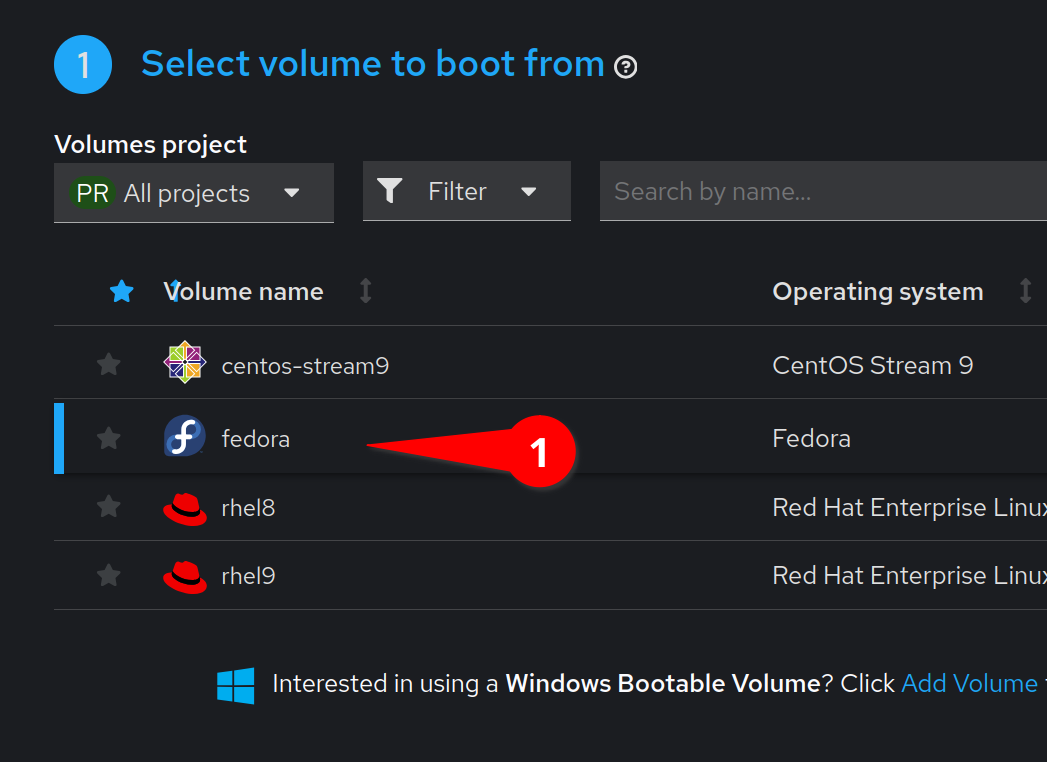 1 Select volume to boot from
Volumes project
PR All projects Filter Search by name...
Volume name Operating system
centos-stream9 CentOS Stream 9
fedora 1 Fedora
rhel8 Red Hat Enterprise Linux
rhel9 Red Hat Enterprise Linux
Interested in using a Windows Bootable Volume? Click Add Volume